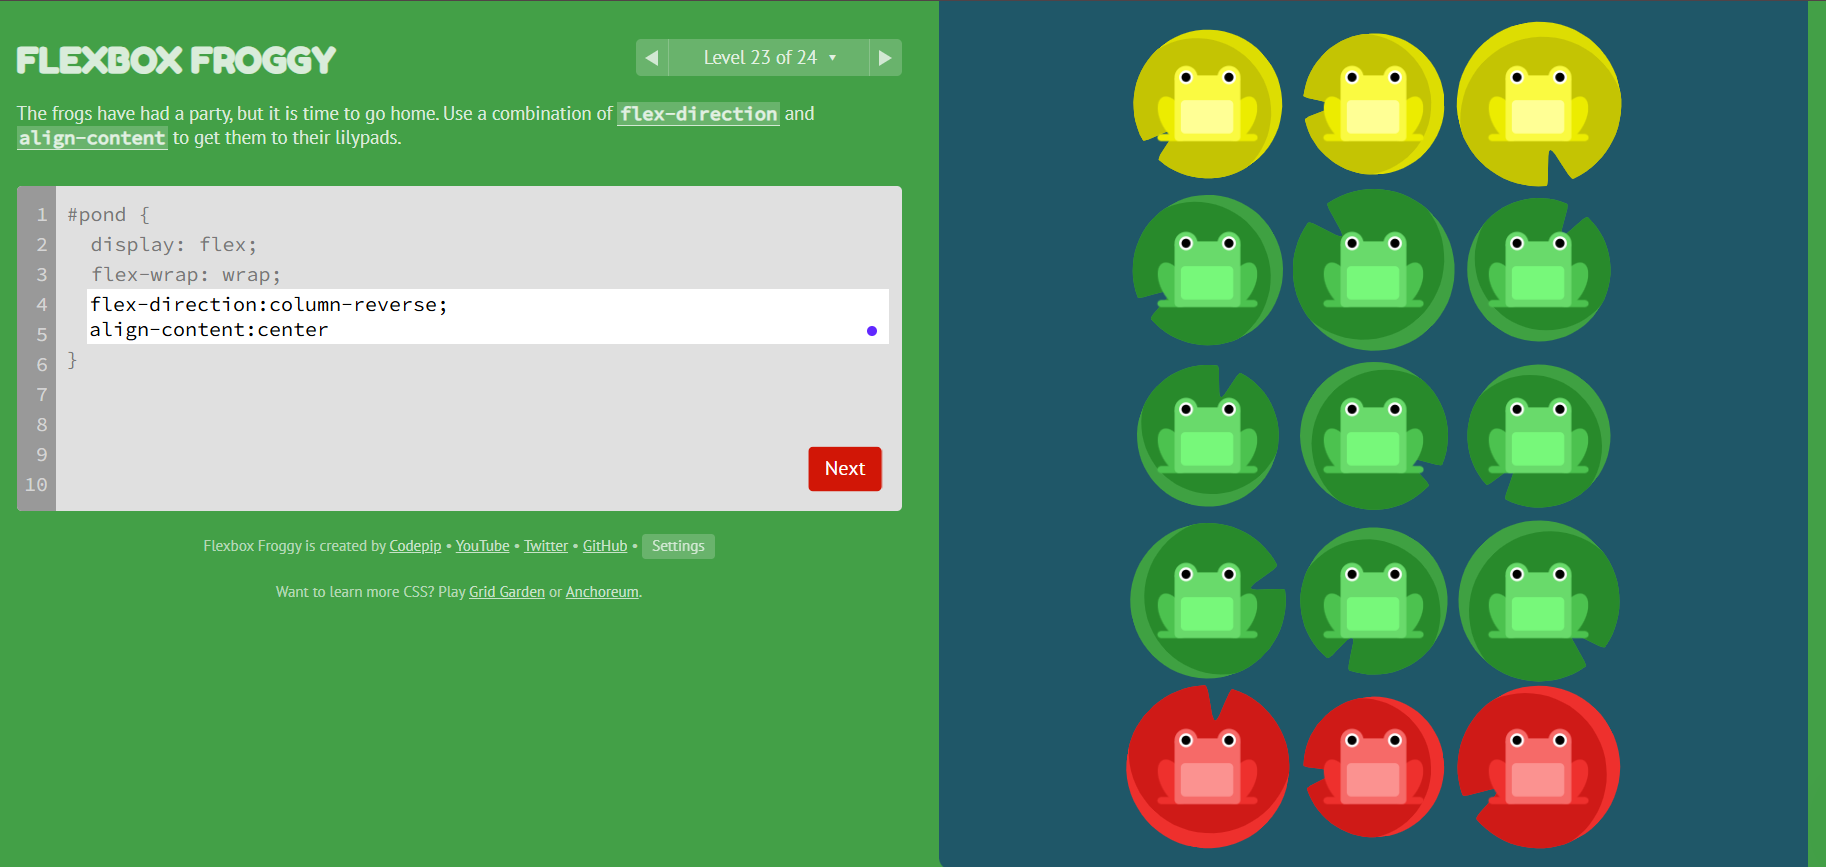 FLEXBOX FROGGY
◀ Level 23 of 24 ▼ ▶
The frogs have had a party, but it is time to go home. Use a combination of flex-direction and
align-content to get them to their lilypads.
1 #pond {
2 display: flex;
3 flex-wrap: wrap;
4 flex-direction:column-reverse;
5 align-content:center
6 }
7
8
9
10
Next
Flexbox Froggy is created by Codepip • YouTube • Twitter • GitHub • Settings
Want to learn more CSS? Play Grid Garden or Anchoreum.